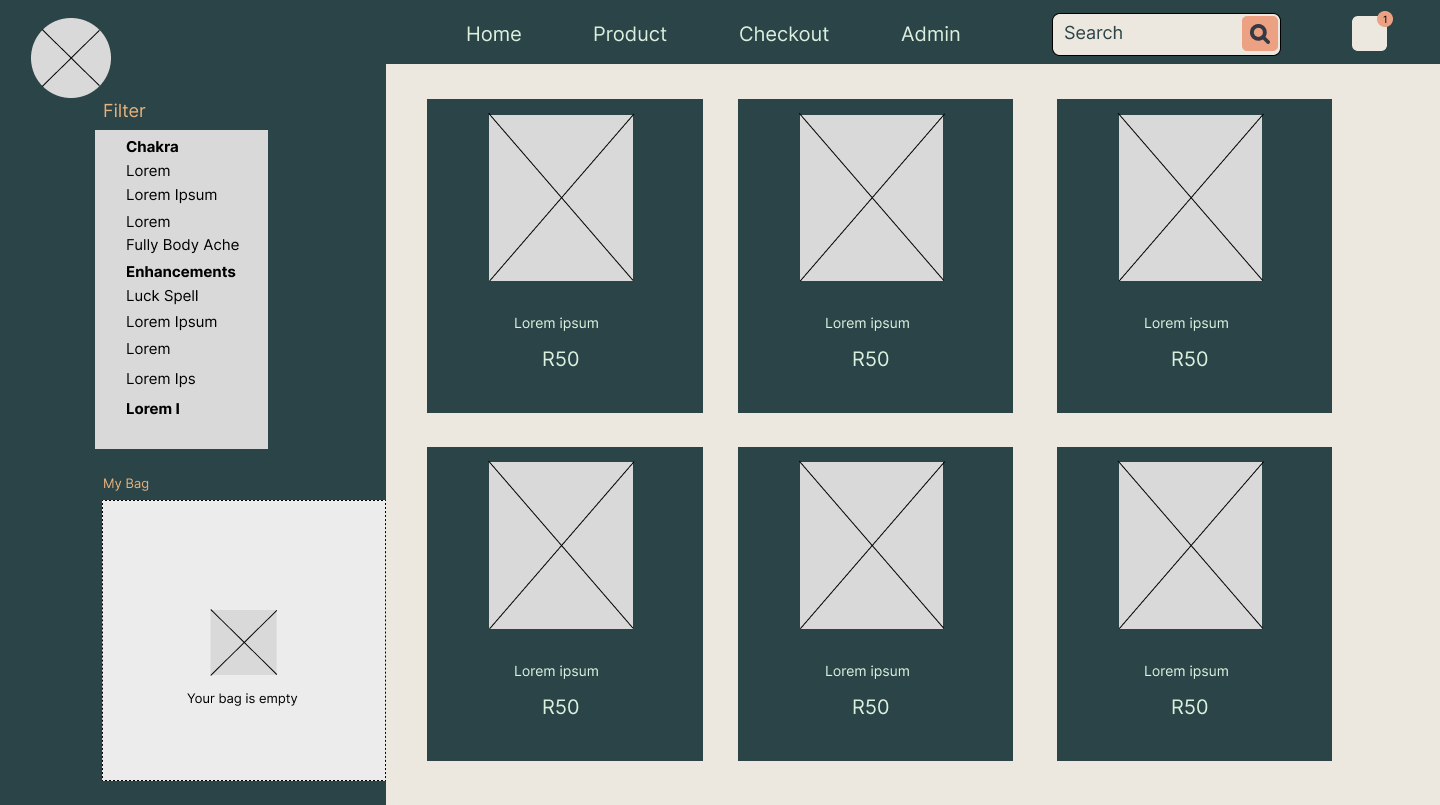 Home Product Checkout Admin Search 1
Filter
Chakra
Lorem
Lorem Ipsum
Lorem
Fully Body Ache
Enhancements
Luck Spell
Lorem Ipsum
Lorem
Lorem Ips
Lorem I
My Bag
Your bag is empty
Lorem ipsum
R50
Lorem ipsum
R50
Lorem ipsum
R50
Lorem ipsum
R50
Lorem ipsum
R50
Lorem ipsum
R50